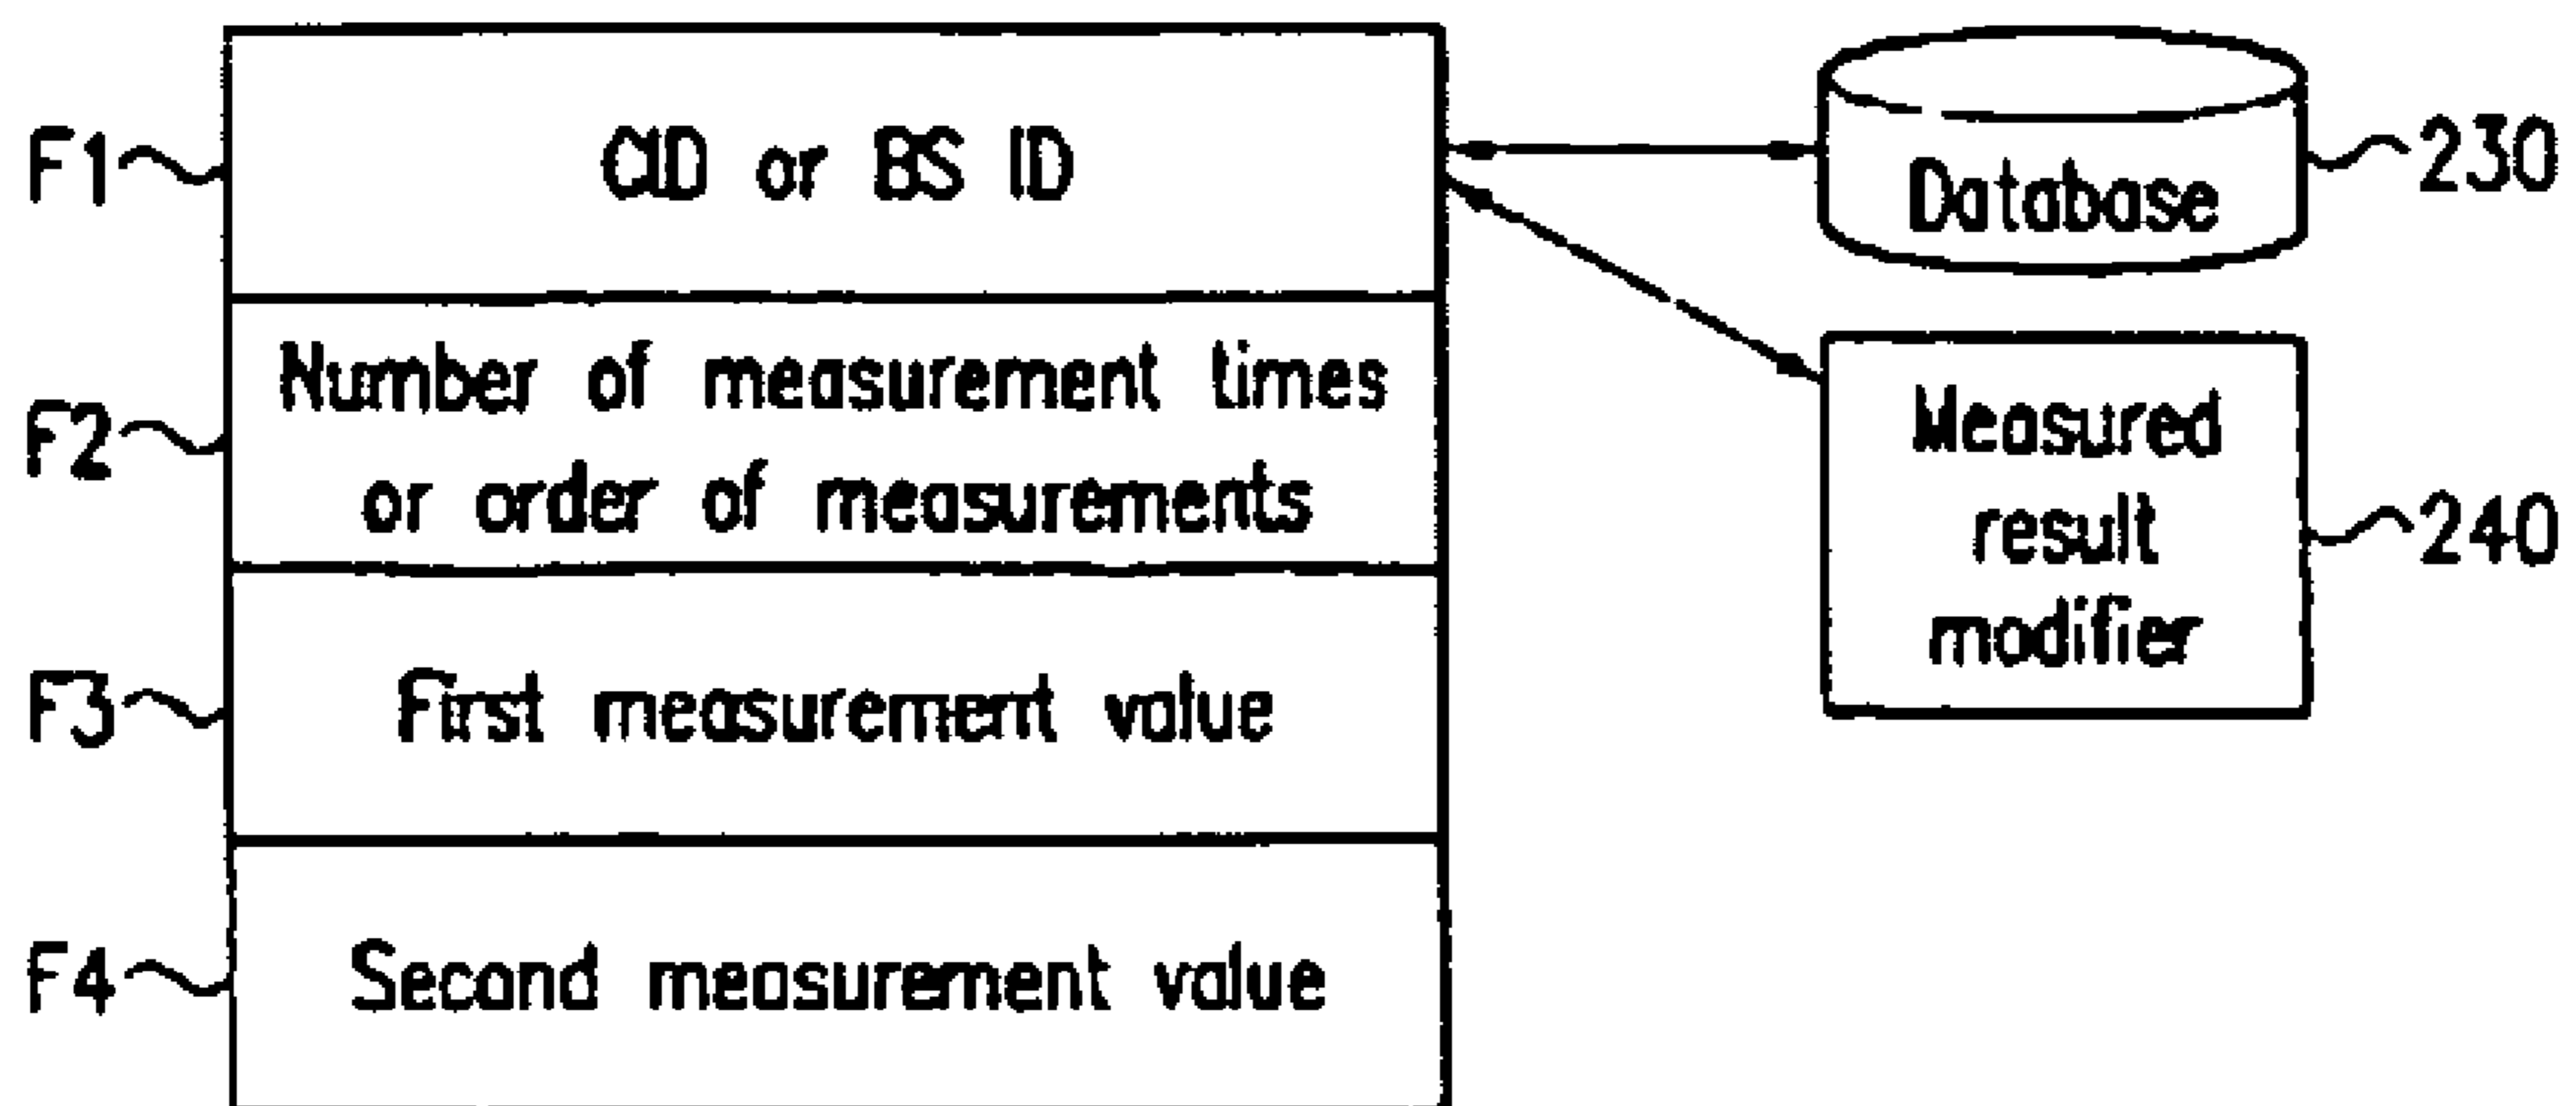 F1
CID or BS ID
F2
Number of measurement times
or order of measurements
F3
First measurement value
F4
Second measurement value
Database
230
Measured
result
modifier
240